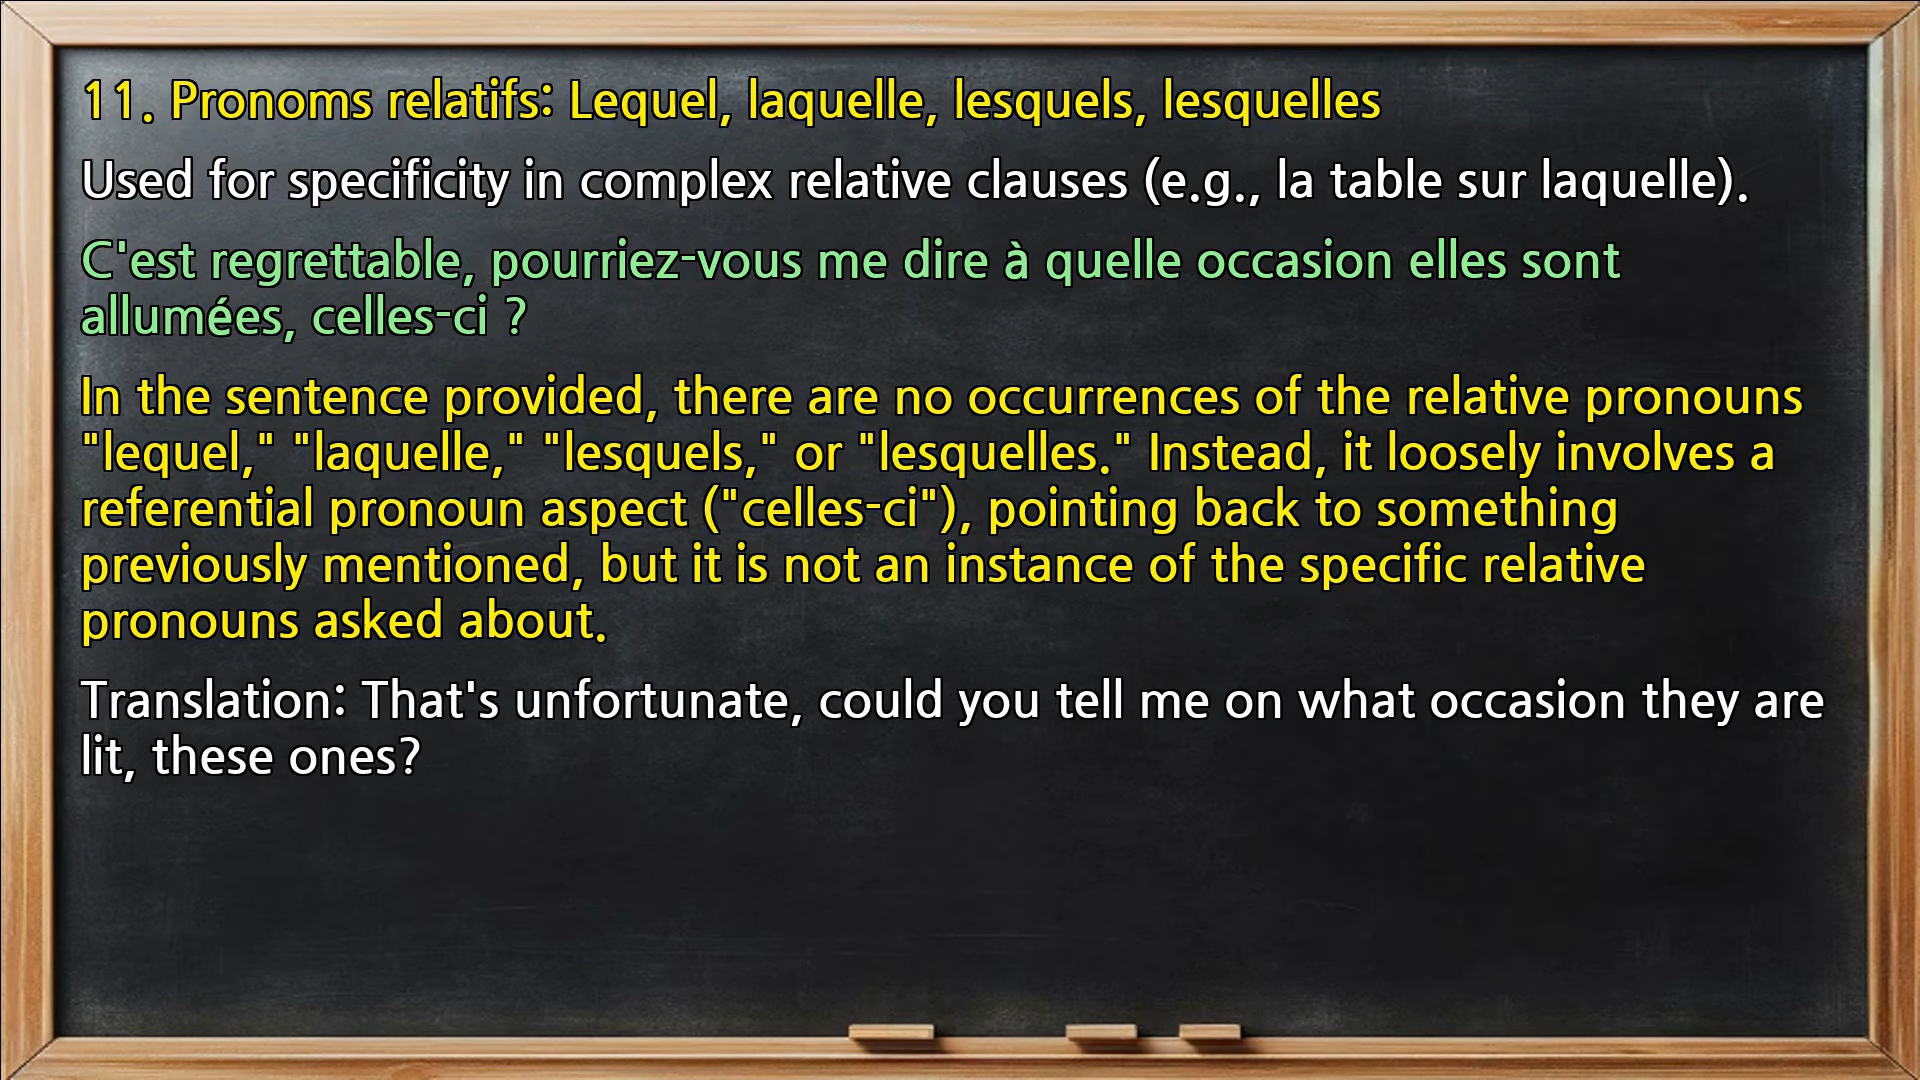 11. Pronoms relatifs: Lequel, laquelle, lesquels, lesquelles
Used for specificity in complex relative clauses (e.g., la table sur laquelle).
C'est regrettable, pourriez-vous me dire à quelle occasion elles sont
allumées, celles-ci ?
In the sentence provided, there are no occurrences of the relative pronouns
"lequel," "laquelle," "lesquels," or "lesquelles." Instead, it loosely involves a
referential pronoun aspect ("celles-ci"), pointing back to something
previously mentioned, but it is not an instance of the specific relative
pronouns asked about.
Translation: That's unfortunate, could you tell me on what occasion they are
lit, these ones?